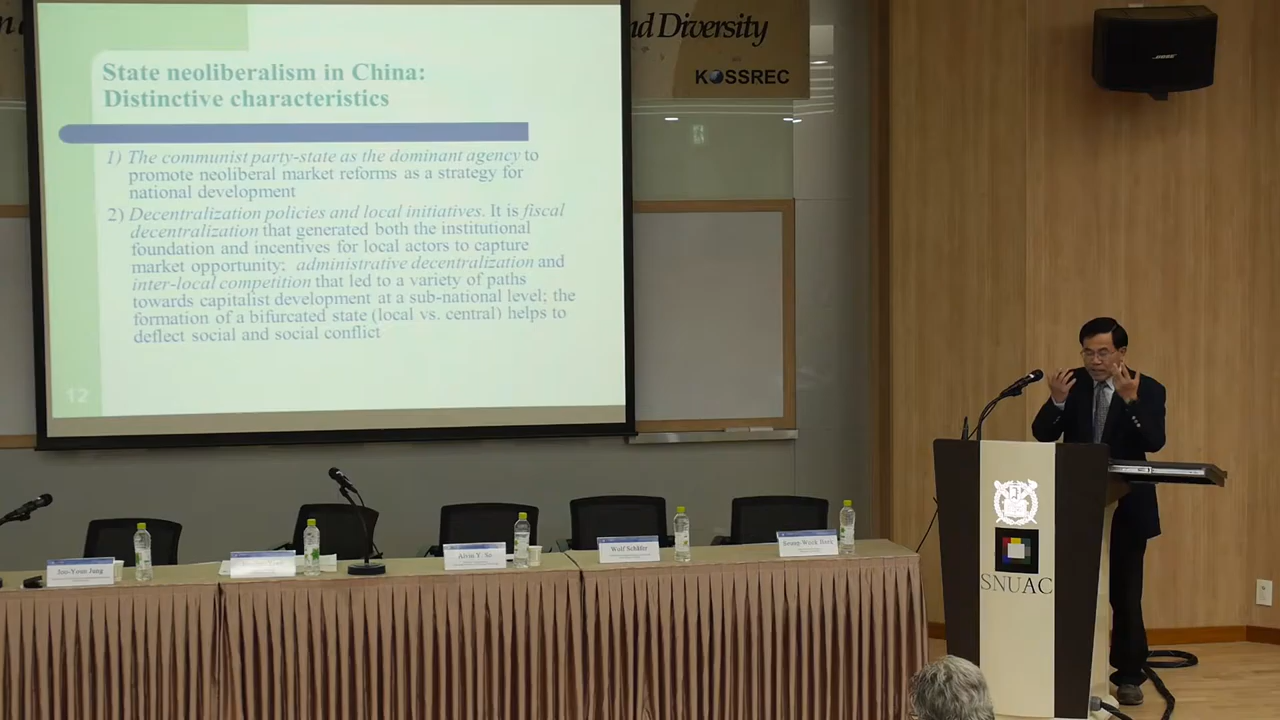 nd Diversity
KOSSREC
BOSE
State neoliberalism in China:
Distinctive characteristics
1) The communist party-state as the dominant agency to
promote neoliberal market reforms as a strategy for
national development
2) Decentralization policies and local initiatives. It is fiscal
decentralization that generated both the institutional
foundation and incentives for local actors to capture
market opportunity; administrative decentralization and
inter-local competition that led to a variety of paths
towards capitalist development at a sub-national level; the
formation of a bifurcated state (local vs. central) helps to
deflect social and social conflict
12
Alvin Y. So
Wulf Schäfer
SNUAC